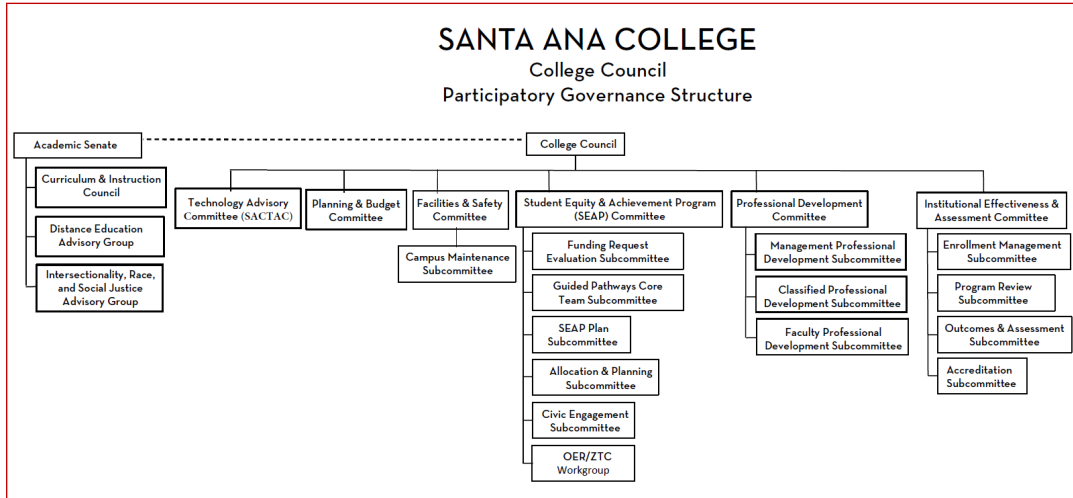 SANTA ANA COLLEGE
College Council
Participatory Governance Structure
Academic Senate
College Council
Curriculum & Instruction
Council
Distance Education
Advisory Group
Intersectionality, Race,
and Social Justice
Advisory Group
Technology Advisory
Committee (SACTAC)
Planning & Budget
Committee
Facilities & Safety
Committee
Campus Maintenance
Subcommittee
Student Equity & Achievement Program
(SEAP) Committee
Funding Request
Evaluation Subcommittee
Guided Pathways Core
Team Subcommittee
SEAP Plan
Subcommittee
Allocation & Planning
Subcommittee
Civic Engagement
Subcommittee
OER/ZTC
Workgroup
Professional Development
Committee
Management Professional
Development Subcommittee
Classified Professional
Development Subcommittee
Faculty Professional
Development Subcommittee
Institutional Effectiveness &
Assessment Committee
Enrollment Management
Subcommittee
Program Review
Subcommittee
Outcomes & Assessment
Subcommittee
Accreditation
Subcommittee